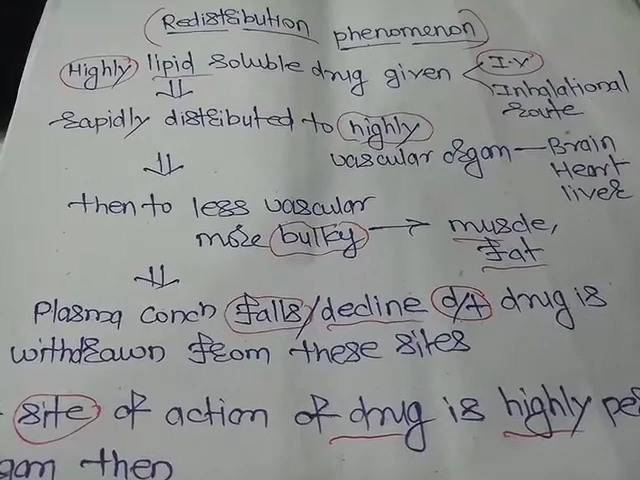 (Redistribution phenomenon)
Highly lipid soluble drug given < I.V
Inhalational
route
⇓
rapidly distributed to highly
vascular organ — Brain
Heart
liver
⇓
then to less vascular
more bulky → muscle,
fat
⇓
Plasma concn falls/decline d/t drug is
withdrawn from these sites
site of action of drug is highly
then